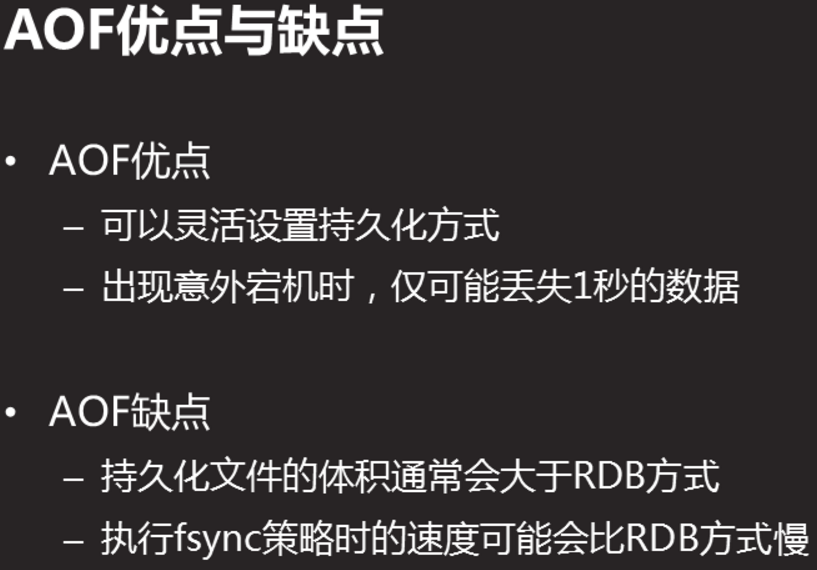 AOF优点与缺点
• AOF优点
– 可以灵活设置持久化方式
– 出现意外宕机时，仅可能丢失1秒的数据
• AOF缺点
– 持久化文件的体积通常会大于RDB方式
– 执行fsync策略时的速度可能会比RDB方式慢